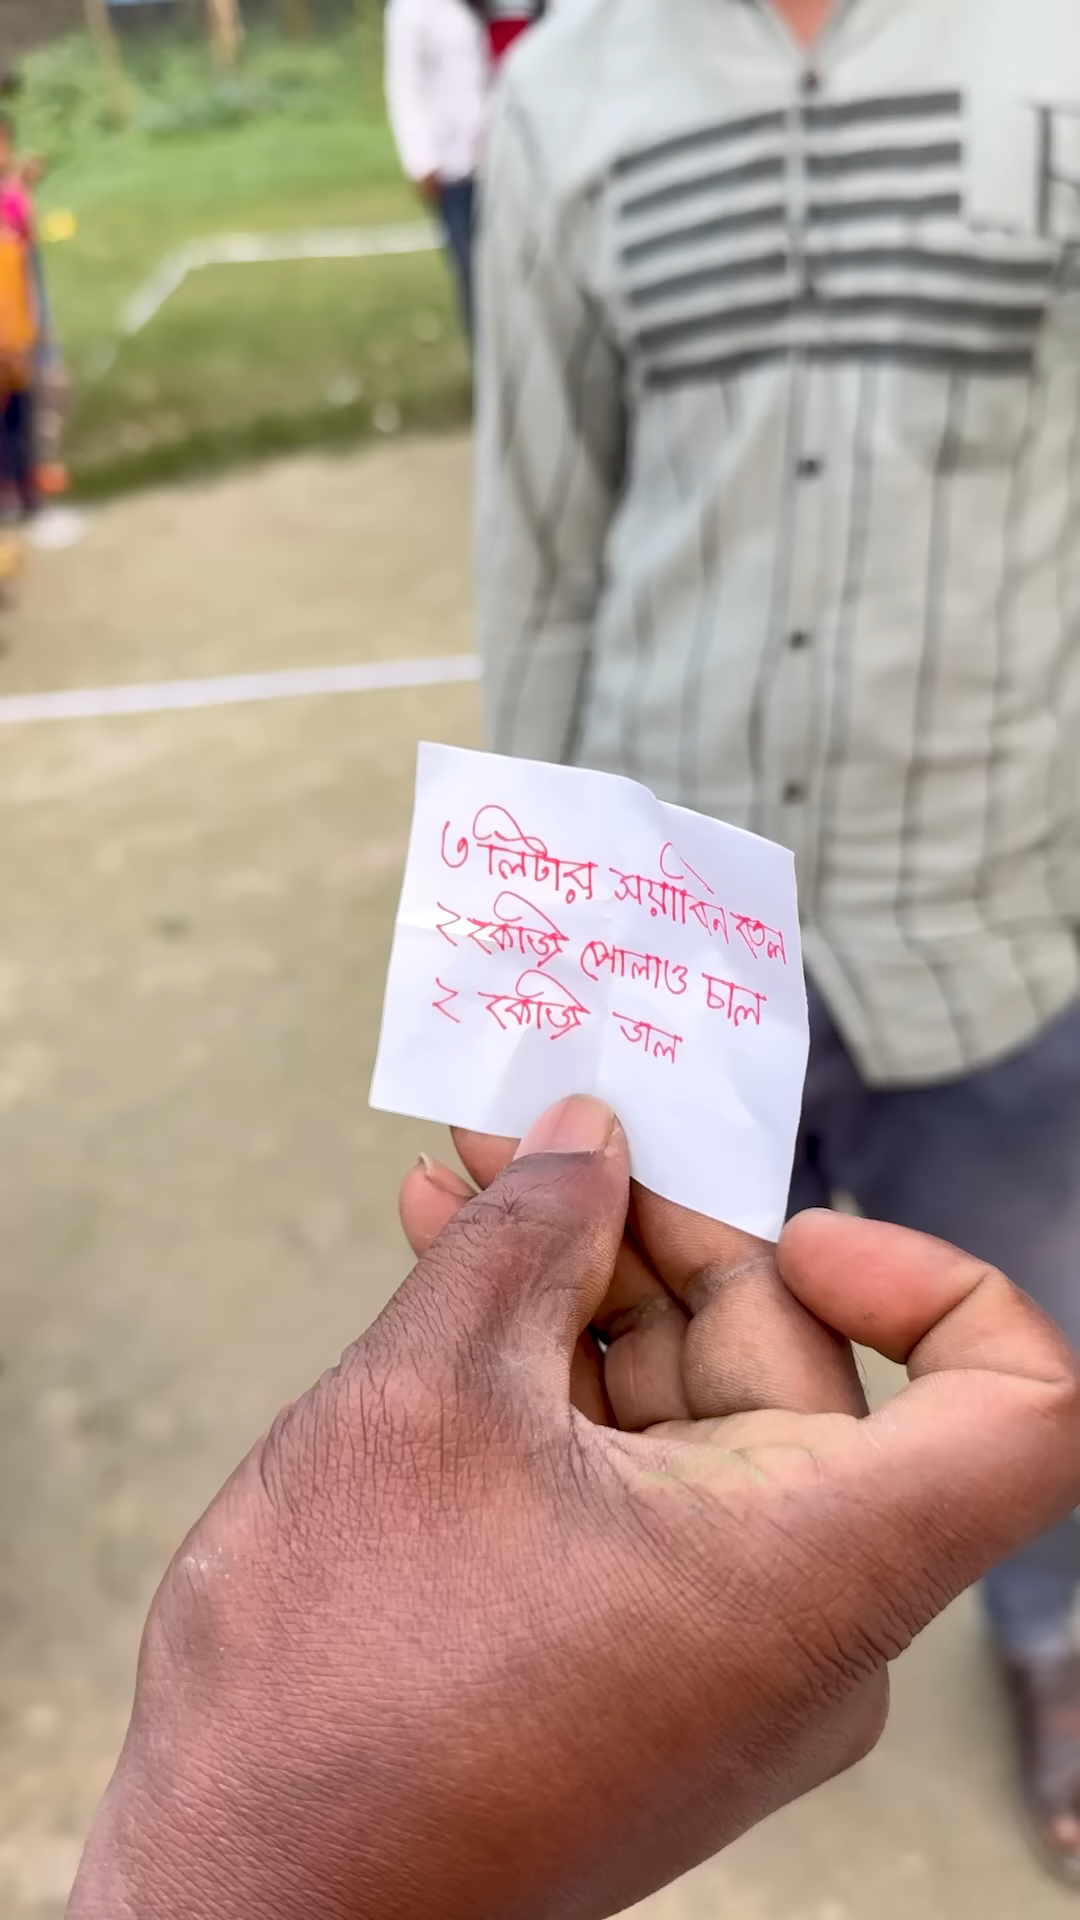 ৩ লিটার সয়াবিন তেল
২ কেজি পোলাও চাল
২ কেজি ডাল